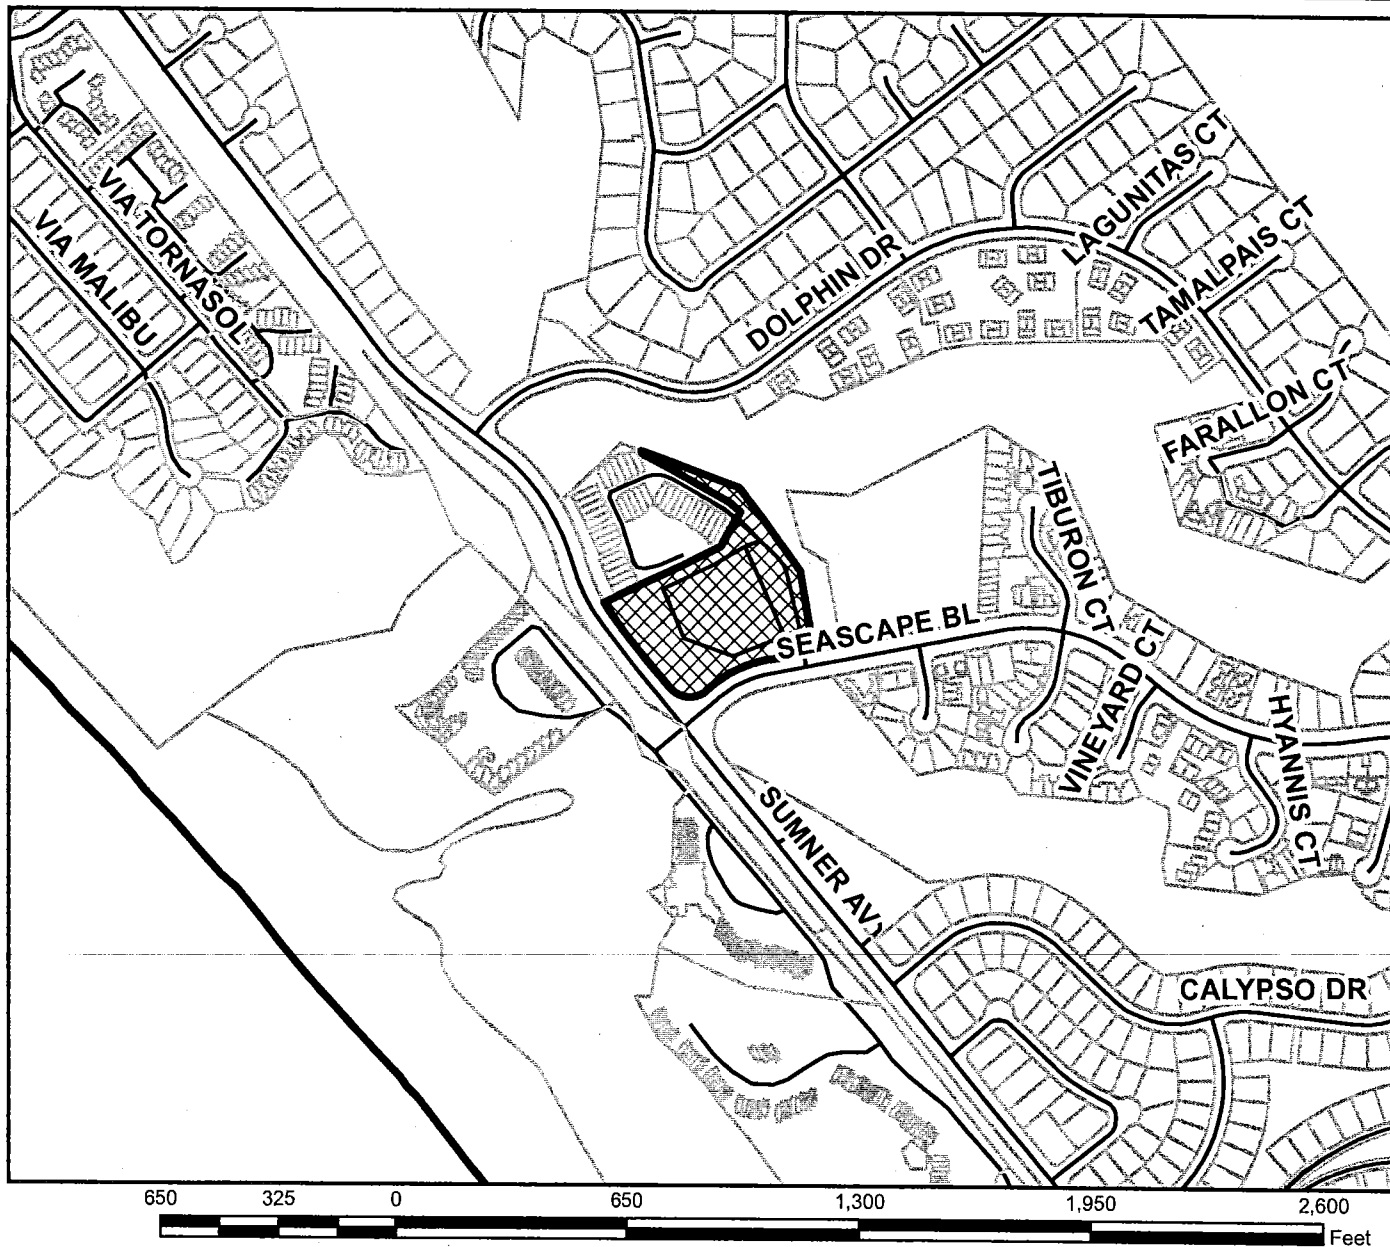 LAGUNITAS CT
TAMALPAIS CT
VIA TORNASOL
VIA MALIBU
DOLPHIN DR
FARALLON CT
TIBURON CT
SEASCAPE BL
VINEYARD CT
HYANNIS CT
SUMNER AV
CALYPSO DR
650 325 0 650 1,300 1,950 2,600
Feet